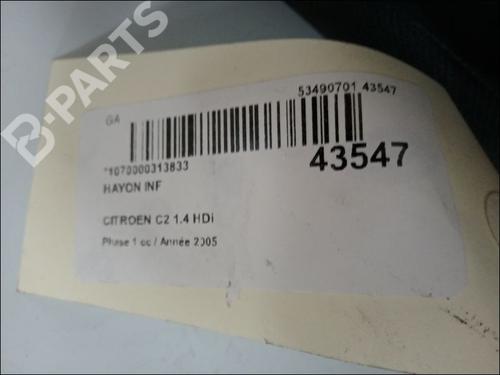 B-PARTS
GA
53490701 43547
*1070000313833
43547
HAYON INF
CITROEN C2 1.4 HDi
Phase 1 cc / Année 2005